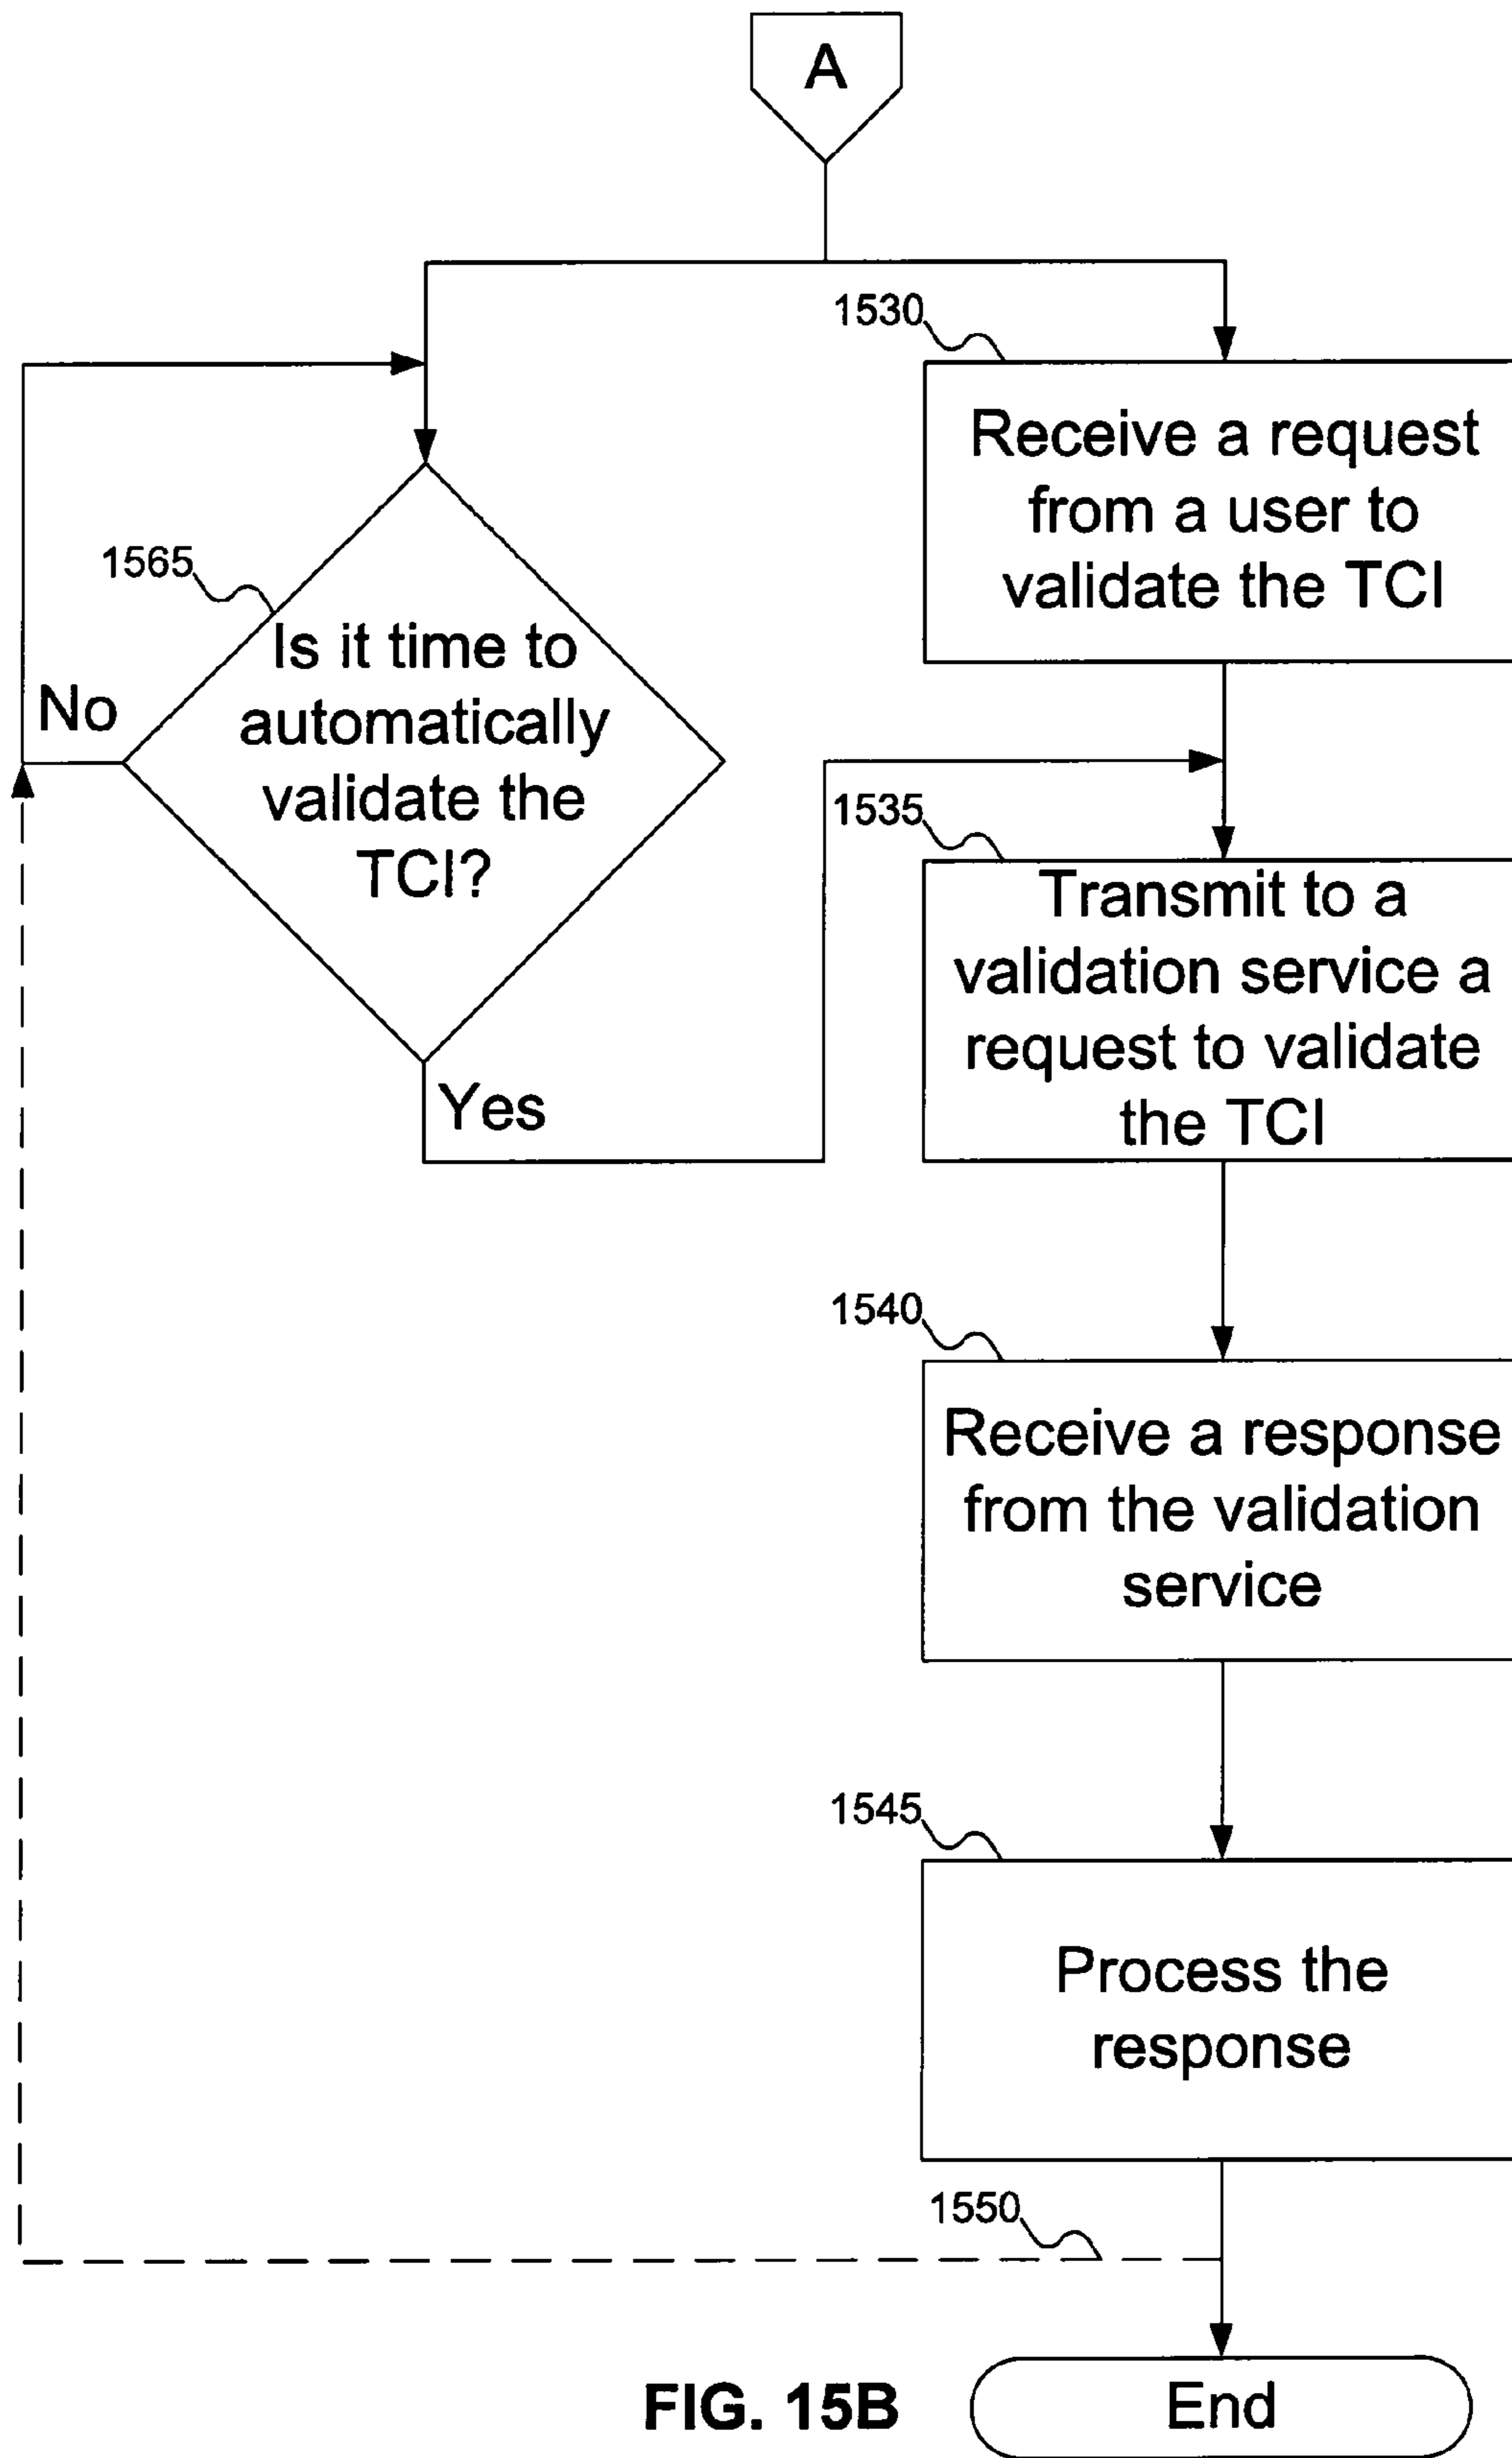 A
1530
Receive a request
from a user to
validate the TCI
1565
Is it time to
automatically
validate the
TCI?
No
Yes
1535
Transmit to a
validation service a
request to validate
the TCI
1540
Receive a response
from the validation
service
1545
Process the
response
1550
End
FIG. 15B